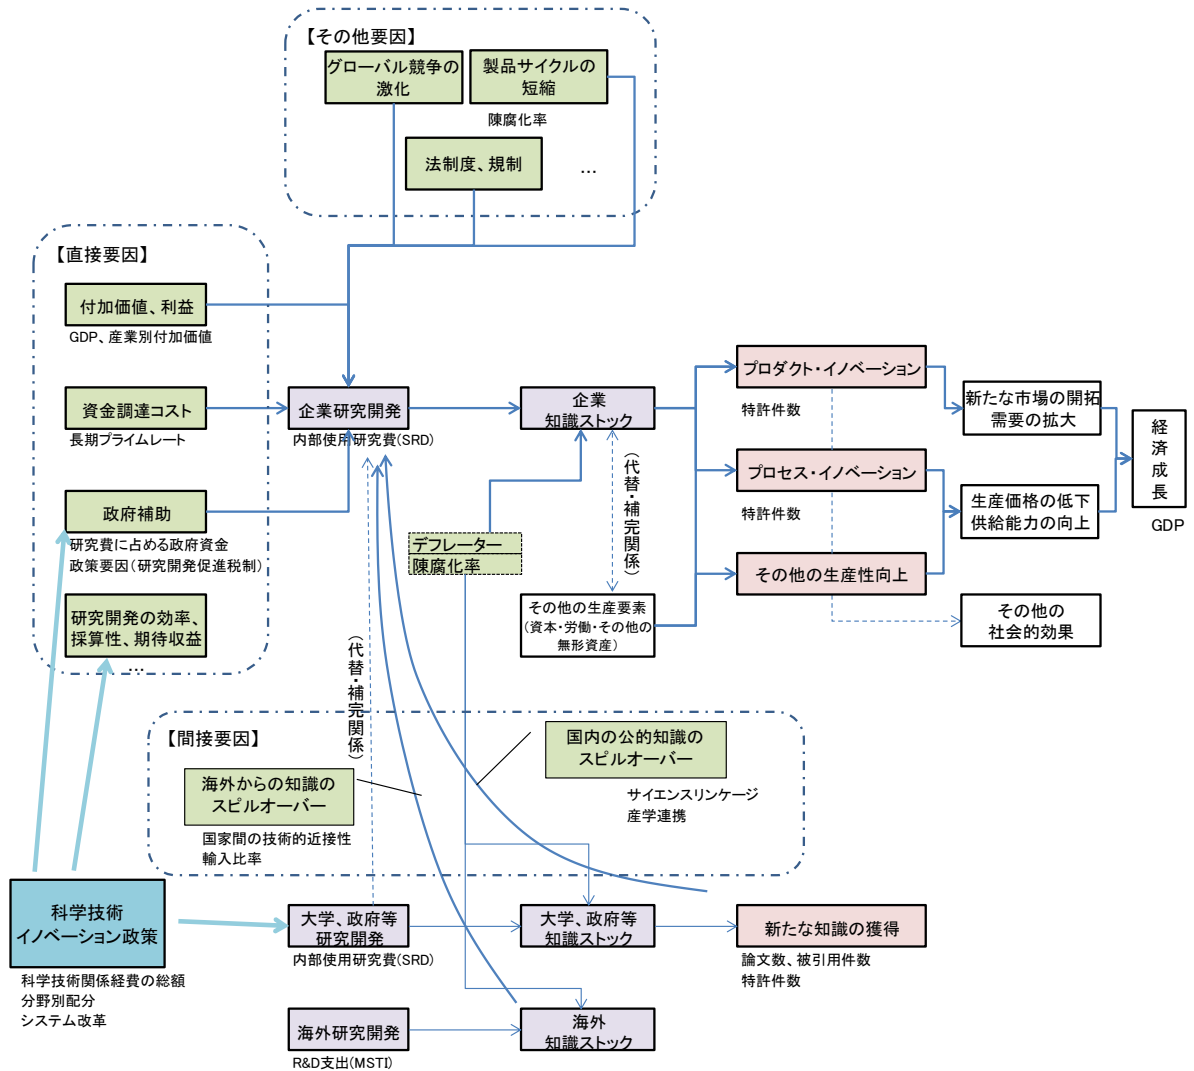 【その他要因】
グローバル競争の
激化
製品サイクルの
短縮
陳腐化率
法制度、規制
…
【直接要因】
付加価値、利益
GDP、産業別付加価値
資金調達コスト
長期プライムレート
政府補助
研究費に占める政府資金
政策要因(研究開発促進税制)
研究開発の効率、
採算性、期待収益
…
企業研究開発
内部使用研究費(SRD)
企業
知識ストック
(代替・補完関係)
デフレーター
陳腐化率
その他の生産要素
(資本・労働・その他の
無形資産)
プロダクト・イノベーション
特許件数
プロセス・イノベーション
特許件数
その他の生産性向上
新たな市場の開拓
需要の拡大
生産価格の低下
供給能力の向上
その他の
社会的効果
経済成長
GDP
(代替・補完関係)
【間接要因】
海外からの知識の
スピルオーバー
国家間の技術的近接性
輸入比率
国内の公的知識の
スピルオーバー
サイエンスリンケージ
産学連携
科学技術
イノベーション政策
科学技術関係経費の総額
分野別配分
システム改革
大学、政府等
研究開発
内部使用研究費(SRD)
大学、政府等
知識ストック
新たな知識の獲得
論文数、被引用件数
特許件数
海外研究開発
R&D支出(MSTI)
海外
知識ストック